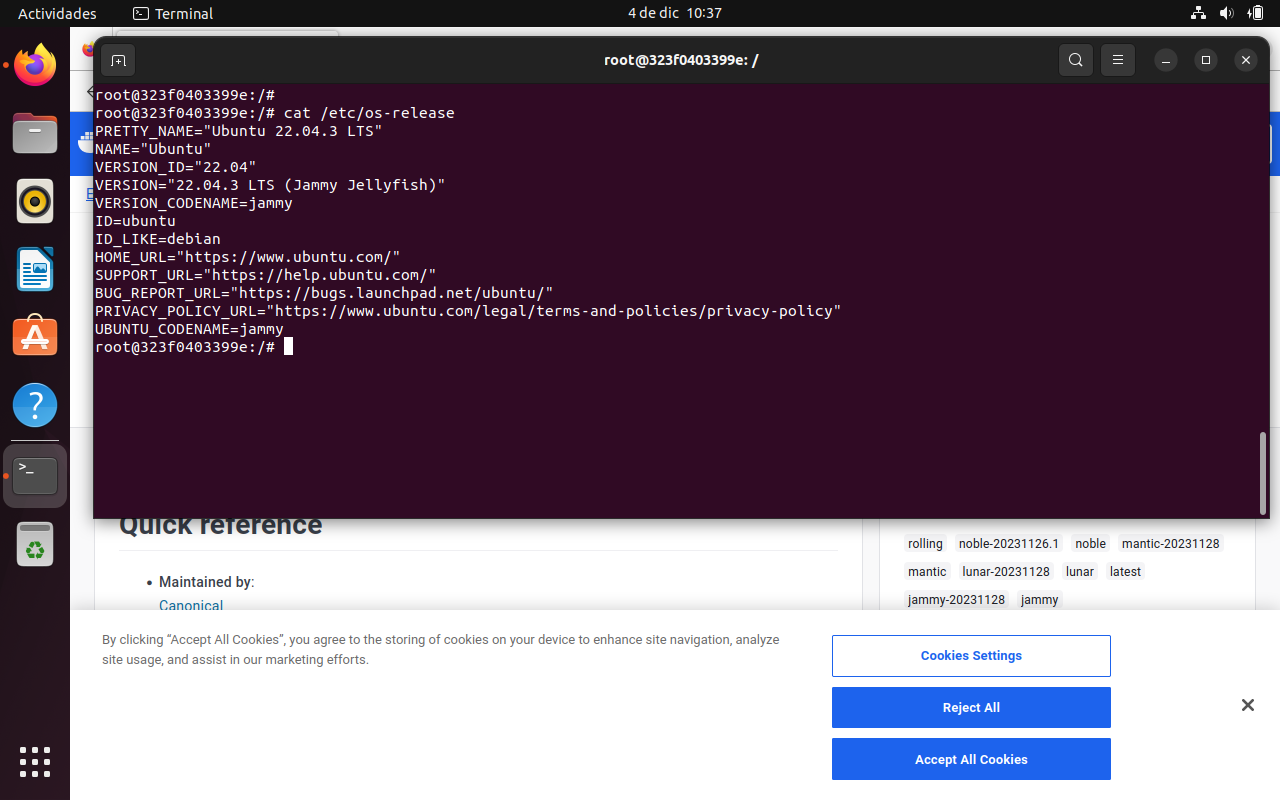 Actividades
Terminal
4 de dic 10:37
root@323f0403399e: /
root@323f0403399e:/#
root@323f0403399e:/# cat /etc/os-release
PRETTY_NAME="Ubuntu 22.04.3 LTS"
NAME="Ubuntu"
VERSION_ID="22.04"
VERSION="22.04.3 LTS (Jammy Jellyfish)"
VERSION_CODENAME=jammy
ID=ubuntu
ID_LIKE=debian
HOME_URL="https://www.ubuntu.com/"
SUPPORT_URL="https://help.ubuntu.com/"
BUG_REPORT_URL="https://bugs.launchpad.net/ubuntu/"
PRIVACY_POLICY_URL="https://www.ubuntu.com/legal/terms-and-policies/privacy-policy"
UBUNTU_CODENAME=jammy
root@323f0403399e:/#
Quick reference
• Maintained by:
Canonical
rolling noble-20231126.1 noble mantic-20231128
mantic lunar-20231128 lunar latest
jammy-20231128 jammy
By clicking “Accept All Cookies”, you agree to the storing of cookies on your device to enhance site navigation, analyze
site usage, and assist in our marketing efforts.
Cookies Settings
Reject All
Accept All Cookies